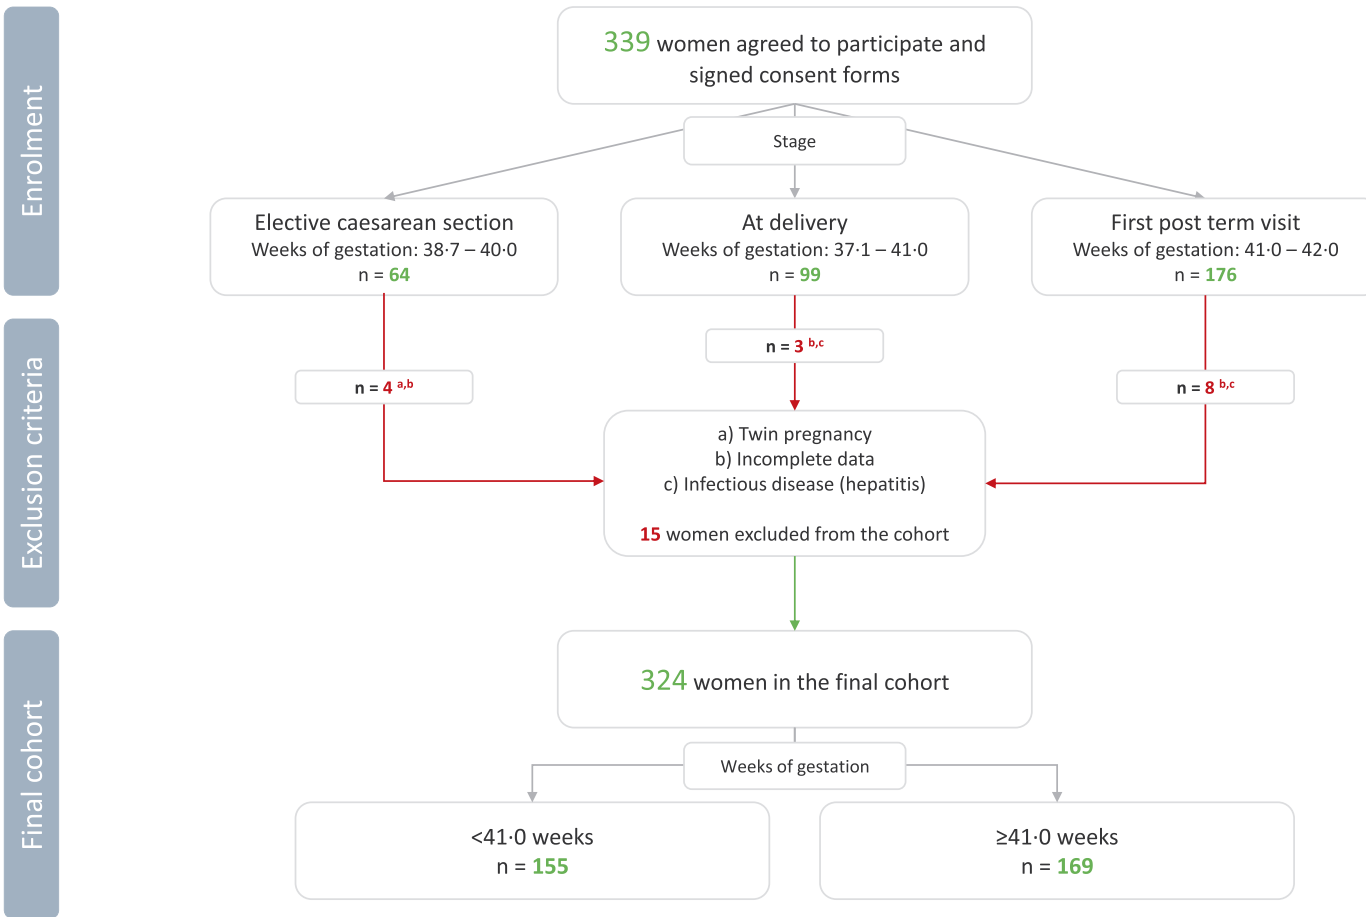 Enrolment
339 women agreed to participate and
signed consent forms
Stage
Elective caesarean section
Weeks of gestation: 38·7 – 40·0
n = 64
At delivery
Weeks of gestation: 37·1 – 41·0
n = 99
First post term visit
Weeks of gestation: 41·0 – 42·0
n = 176
Exclusion criteria
n = 4 a,b
n = 3 b,c
n = 8 b,c
a) Twin pregnancy
b) Incomplete data
c) Infectious disease (hepatitis)
15 women excluded from the cohort
Final cohort
324 women in the final cohort
Weeks of gestation
<41·0 weeks
n = 155
≥41·0 weeks
n = 169